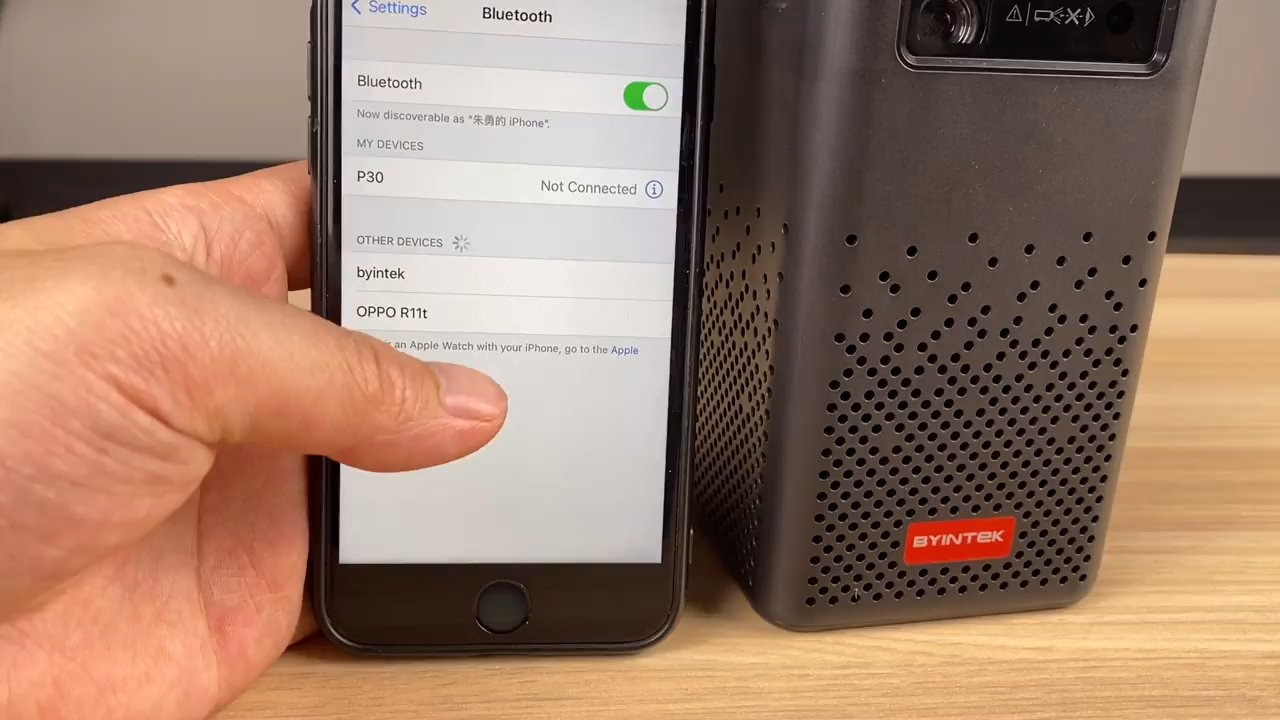 Settings
Bluetooth
Bluetooth
Now discoverable as “朱勇的 iPhone”.
MY DEVICES
P30
Not Connected
OTHER DEVICES
byintek
OPPO R11t
an Apple Watch with your iPhone, go to the Apple
BYINTEK